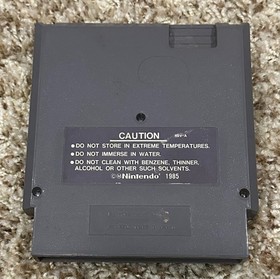 CAUTION REV-A
• DO NOT STORE IN EXTREME TEMPERATURES.
• DO NOT IMMERSE IN WATER.
• DO NOT CLEAN WITH BENZENE, THINNER,
ALCOHOL OR OTHER SUCH SOLVENTS.
©Ⓜ Nintendo® 1985